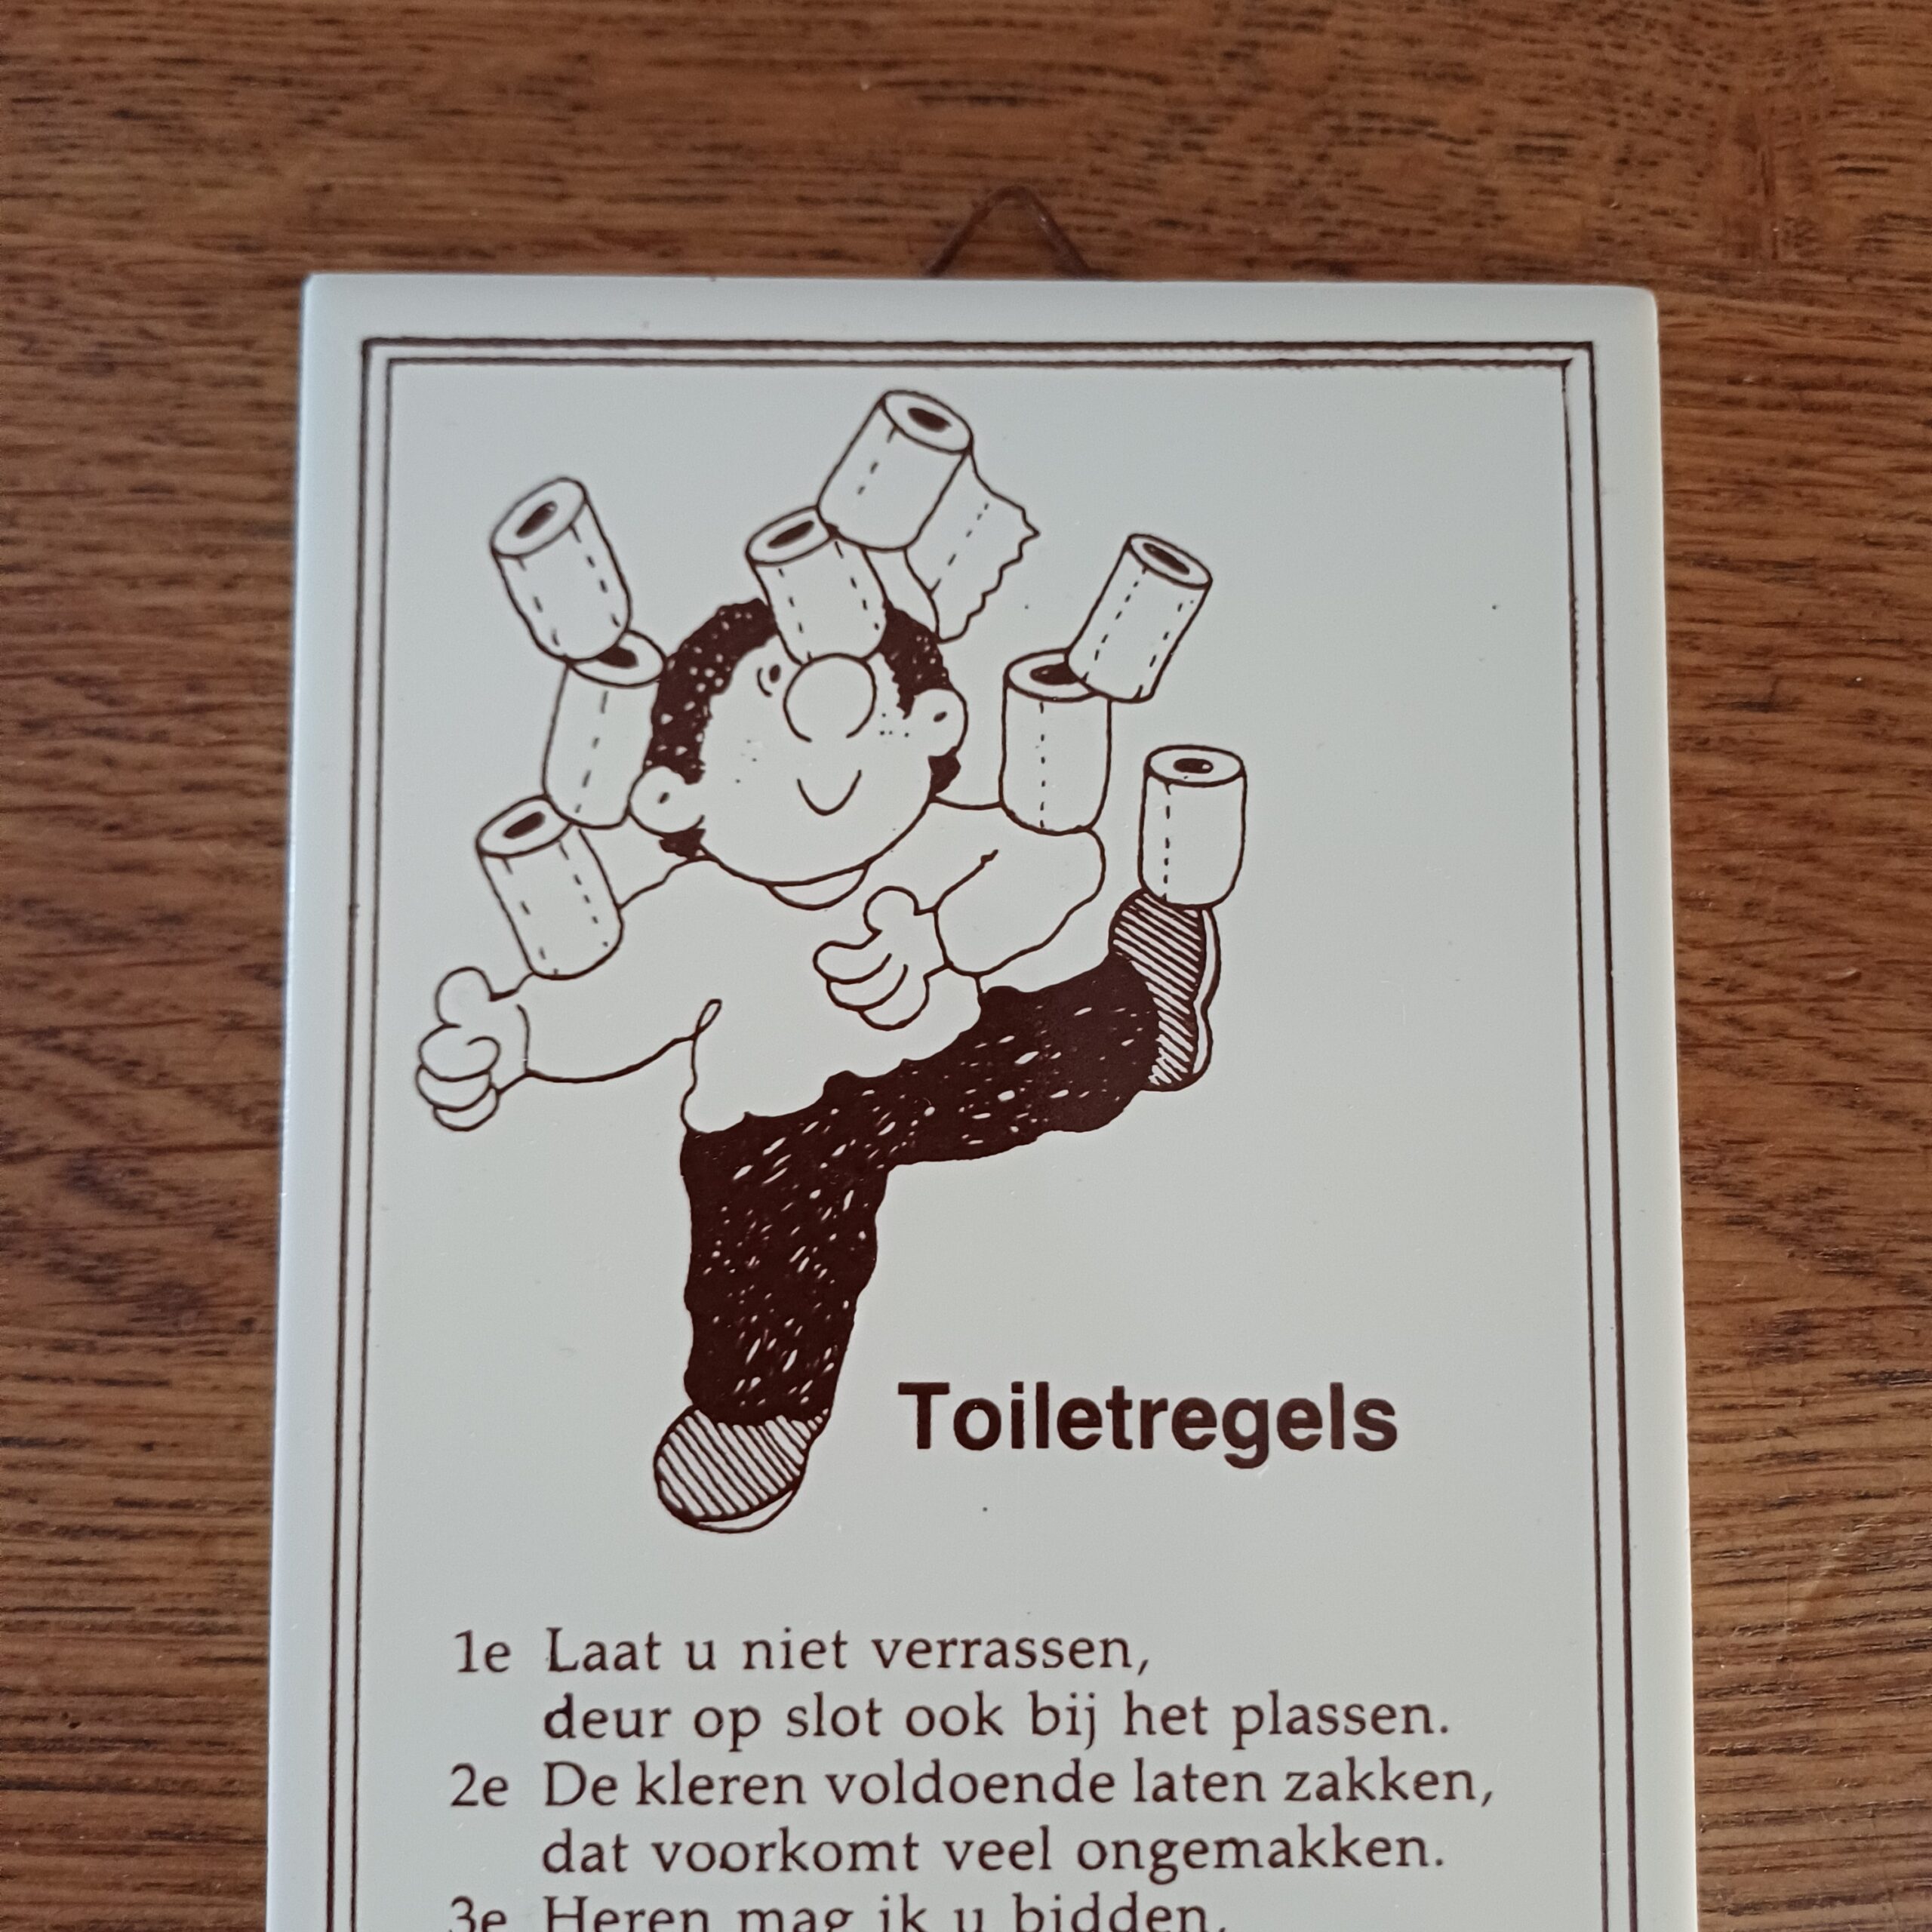 Toiletregels
1e Laat u niet verrassen,
deur op slot ook bij het plassen.
2e De kleren voldoende laten zakken,
dat voorkomt veel ongemakken.
3e Heren mag ik u bidden,